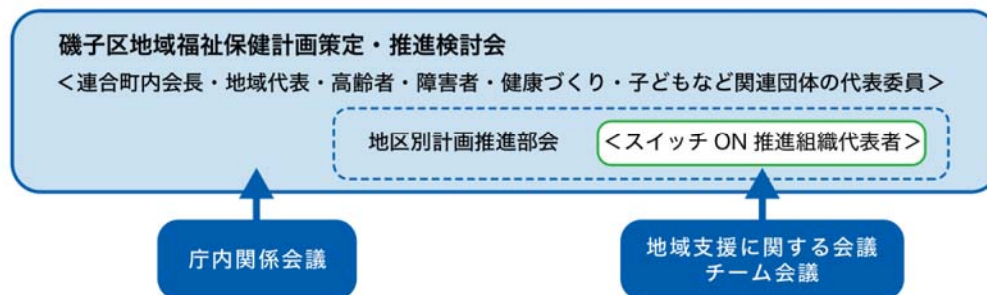 磯子区地域福祉保健計画策定・推進検討会
＜連合町内会長・地域代表・高齢者・障害者・健康づくり・子どもなど関連団体の代表委員＞
地区別計画推進部会
＜スイッチ ON 推進組織代表者＞
庁内関係会議
地域支援に関する会議
チーム会議